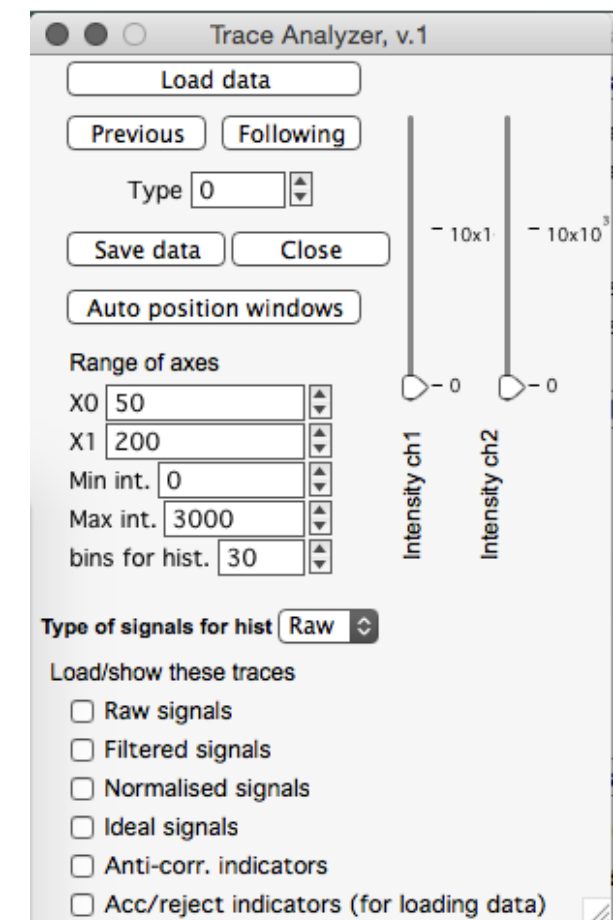 Trace Analyzer, v.1
Load data
Previous Following
Type 0
Save data Close
Auto position windows
10x1 10x10³
0 0
Intensity ch1
Intensity ch2
Range of axes
X0 50
X1 200
Min int. 0
Max int. 3000
bins for hist. 30
Type of signals for hist Raw
Load/show these traces
Raw signals
Filtered signals
Normalised signals
Ideal signals
Anti-corr. indicators
Acc/reject indicators (for loading data)